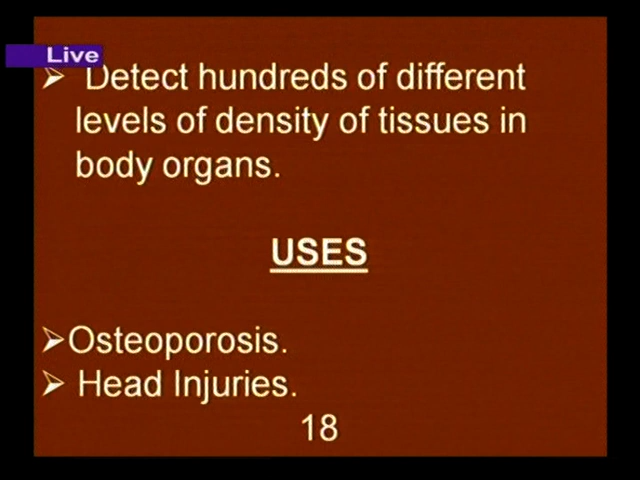 Live
➢ Detect hundreds of different
levels of density of tissues in
body organs.
USES
➢Osteoporosis.
➢ Head Injuries.
18